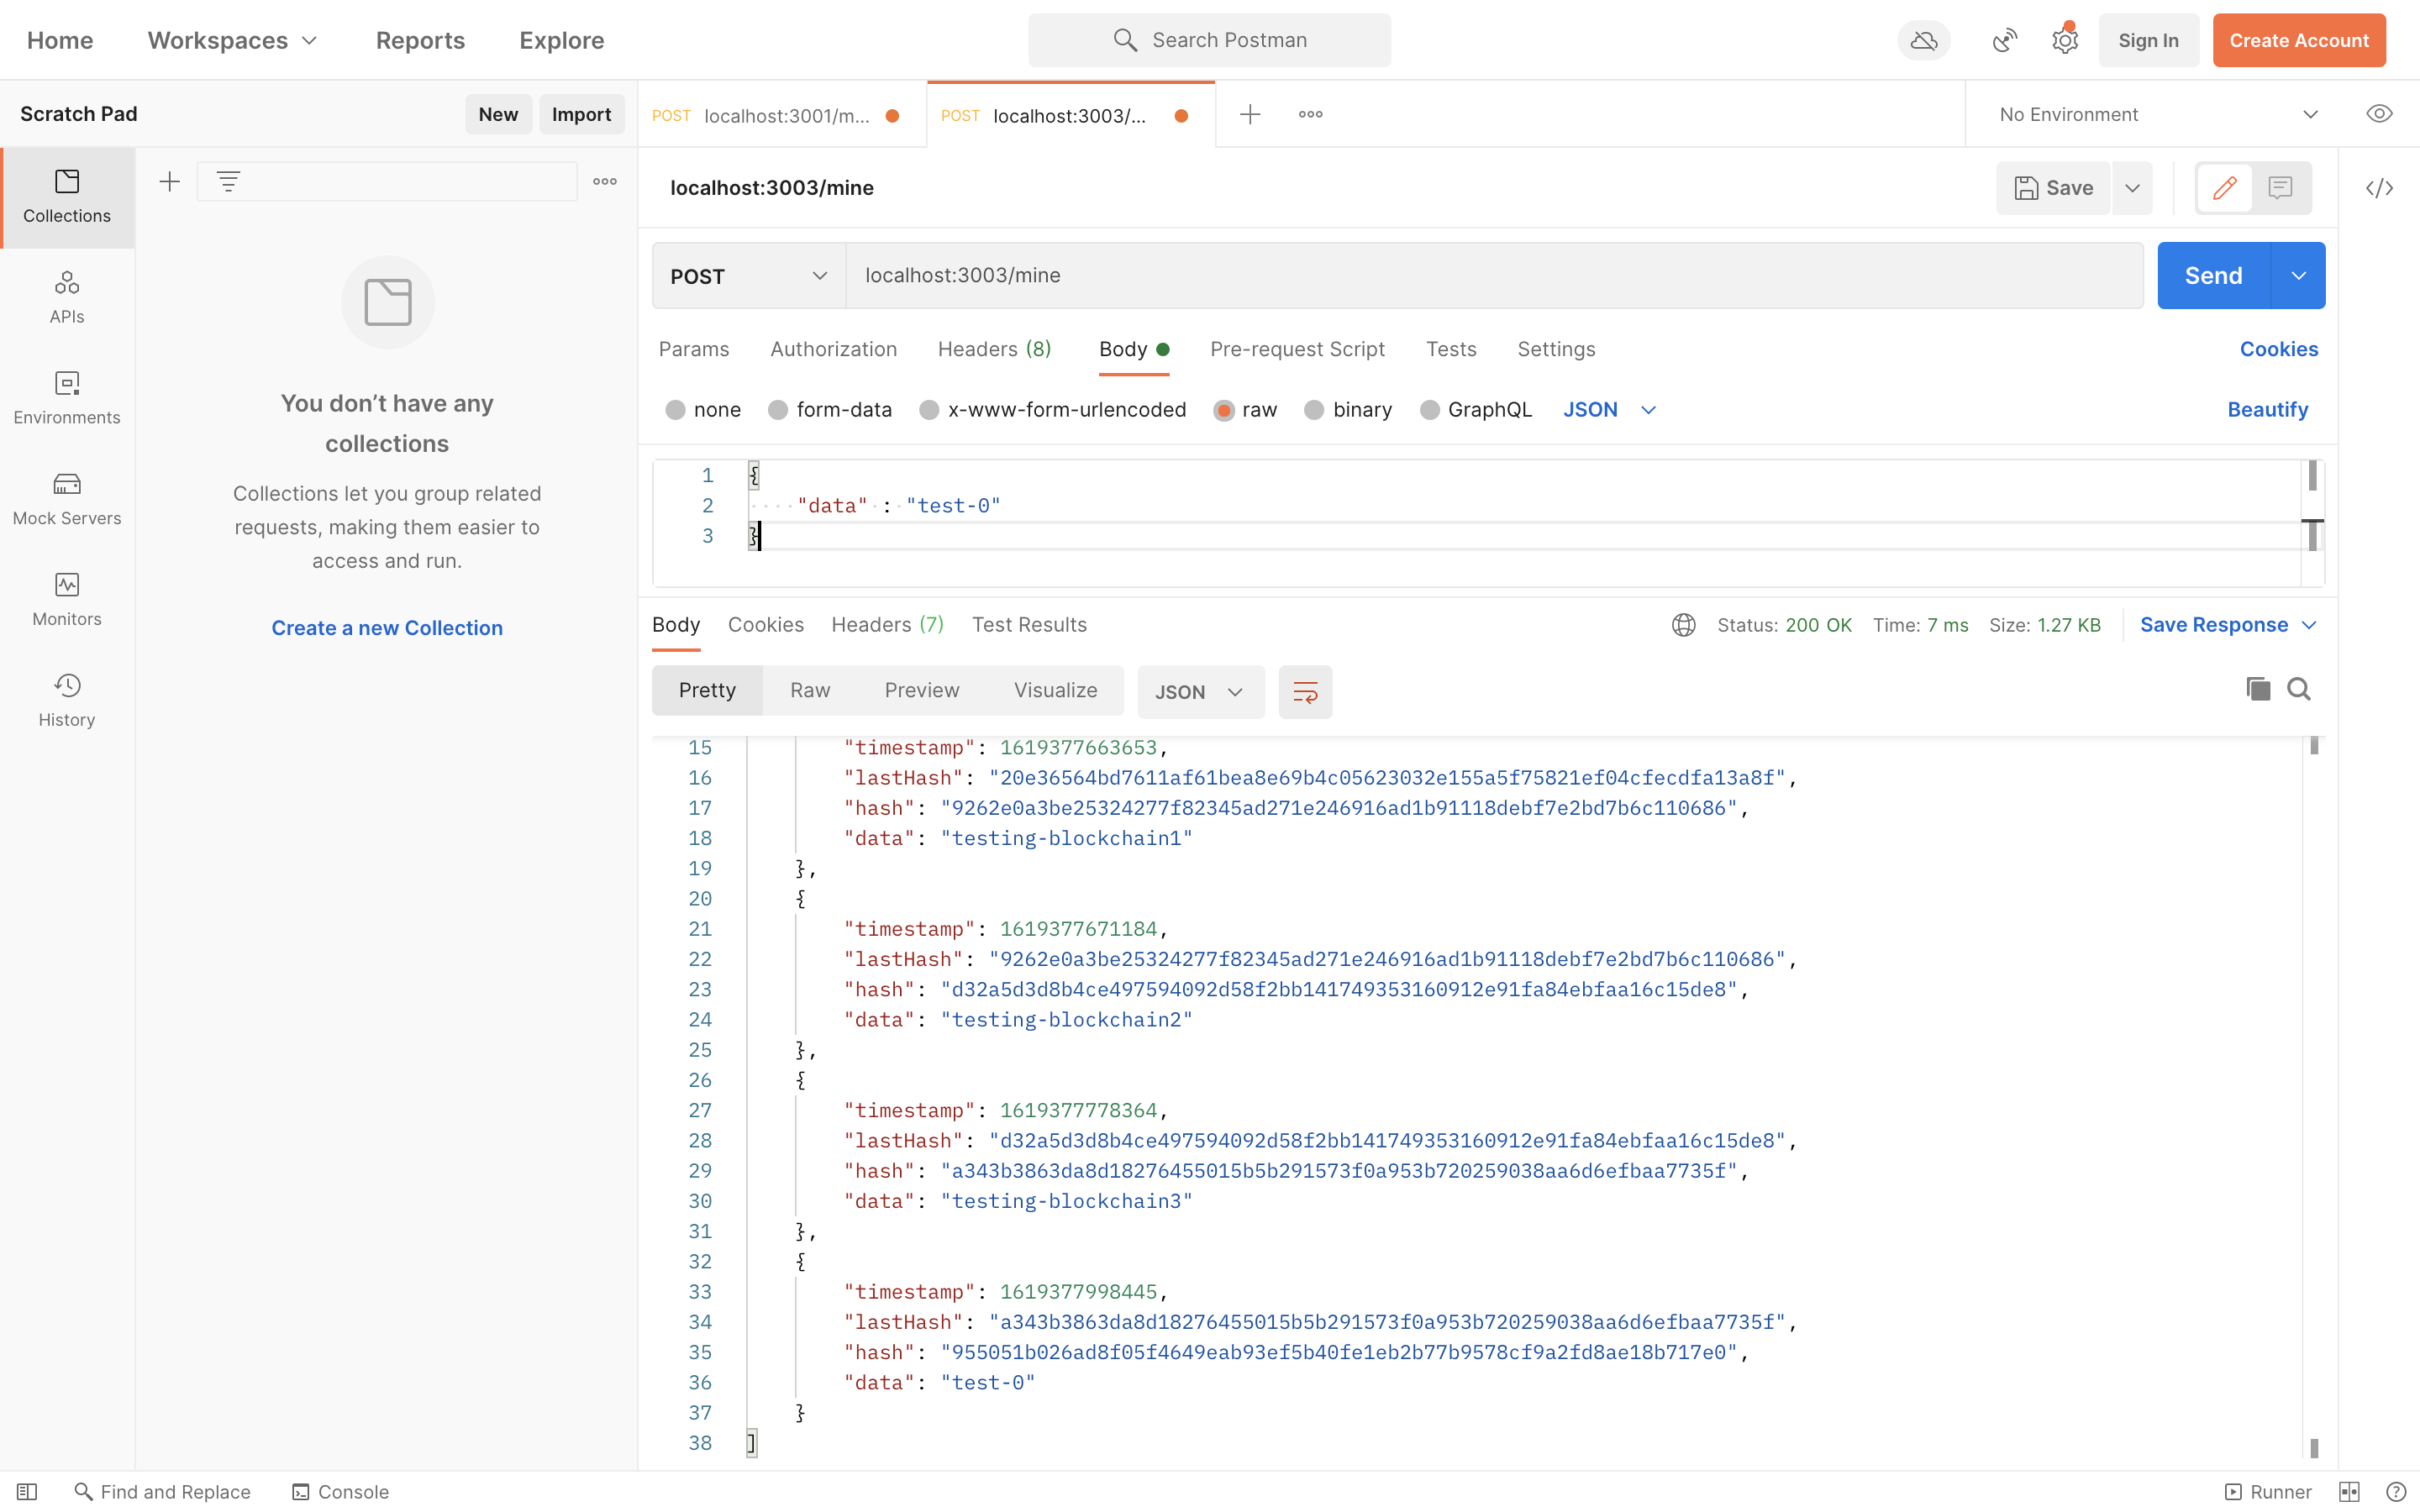 Home Workspaces Reports Explore Search Postman Sign In Create Account
Scratch Pad New Import POST localhost:3001/m... POST localhost:3003/... No Environment
Collections
APIs
Environments
Mock Servers
Monitors
History
You don’t have any
collections
Collections let you group related
requests, making them easier to
access and run.
Create a new Collection
localhost:3003/mine Save
POST localhost:3003/mine Send
Params Authorization Headers (8) Body Pre-request Script Tests Settings Cookies
none form-data x-www-form-urlencoded raw binary GraphQL JSON Beautify
1 {
2 "data" : "test-0"
3 }
Body Cookies Headers (7) Test Results Status: 200 OK Time: 7 ms Size: 1.27 KB Save Response
Pretty Raw Preview Visualize JSON
15 "timestamp": 1619377663653,
16 "lastHash": "20e36564bd7611af61bea8e69b4c05623032e155a5f75821ef04cfecdfa13a8f",
17 "hash": "9262e0a3be25324277f82345ad271e246916ad1b91118debf7e2bd7b6c110686",
18 "data": "testing-blockchain1"
19 },
20 {
21 "timestamp": 1619377671184,
22 "lastHash": "9262e0a3be25324277f82345ad271e246916ad1b91118debf7e2bd7b6c110686",
23 "hash": "d32a5d3d8b4ce497594092d58f2bb141749353160912e91fa84ebfaa16c15de8",
24 "data": "testing-blockchain2"
25 },
26 {
27 "timestamp": 1619377778364,
28 "lastHash": "d32a5d3d8b4ce497594092d58f2bb141749353160912e91fa84ebfaa16c15de8",
29 "hash": "a343b3863da8d18276455015b5b291573f0a953b720259038aa6d6efbaa7735f",
30 "data": "testing-blockchain3"
31 },
32 {
33 "timestamp": 1619377998445,
34 "lastHash": "a343b3863da8d18276455015b5b291573f0a953b720259038aa6d6efbaa7735f",
35 "hash": "955051b026ad8f05f4649eab93ef5b40fe1eb2b77b9578cf9a2fd8ae18b717e0",
36 "data": "test-0"
37 }
38 ]
Find and Replace Console Runner